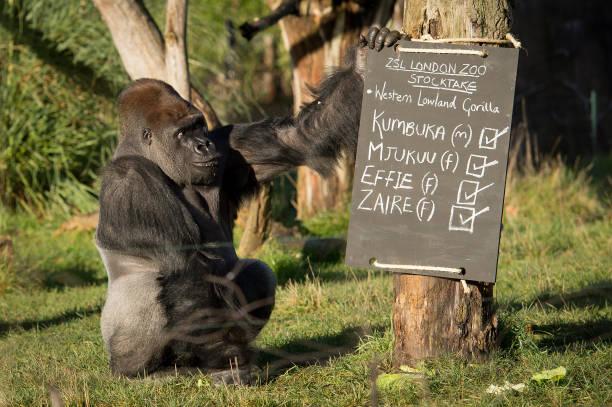 ZSL LONDON ZOO
STOCKTAKE
• Western Lowland Gorilla
KUMBUKA (m) ☑
MJUKUU (f) ☑
EFFIE (f) ☑
ZAIRE (f) ☑